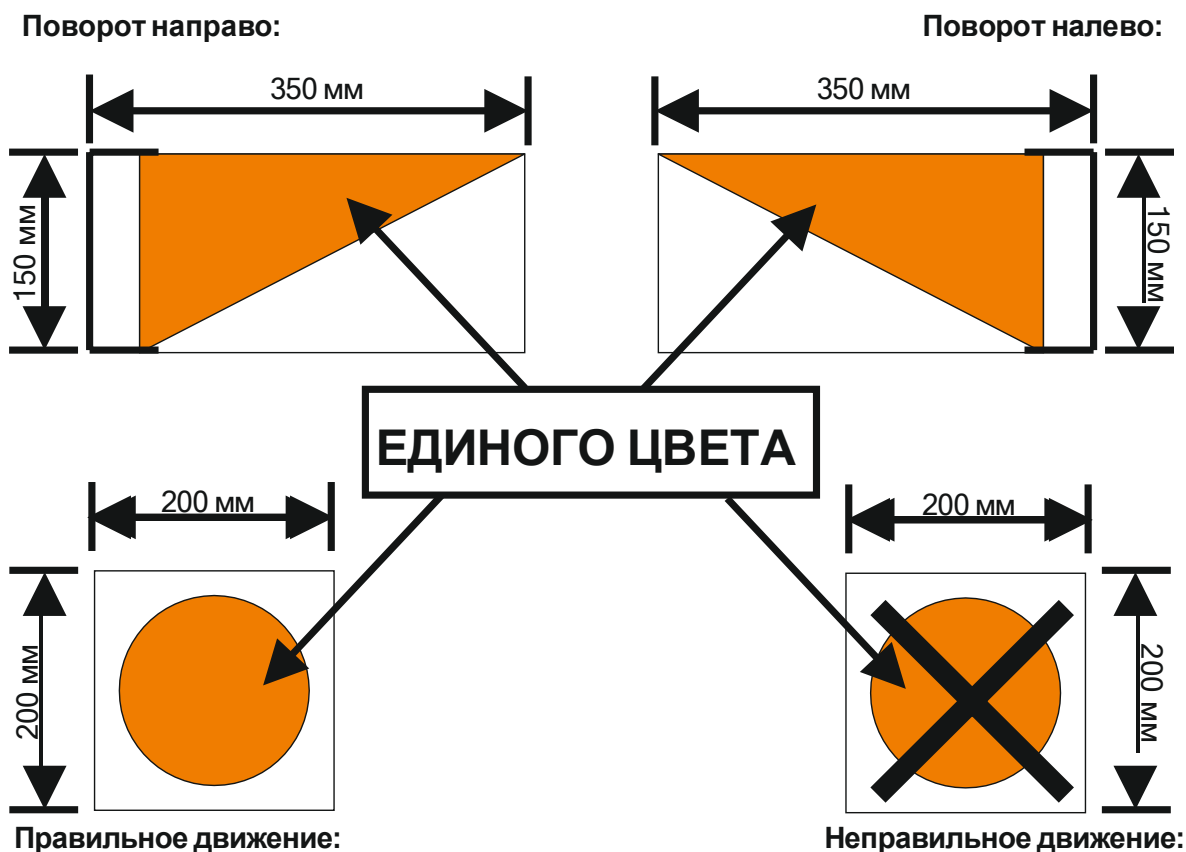 Поворот направо:
Поворот налево:
350 мм
350 мм
150 мм
150 мм
ЕДИНОГО ЦВЕТА
200 мм
200 мм
200 мм
200 мм
Правильное движение:
Неправильное движение: